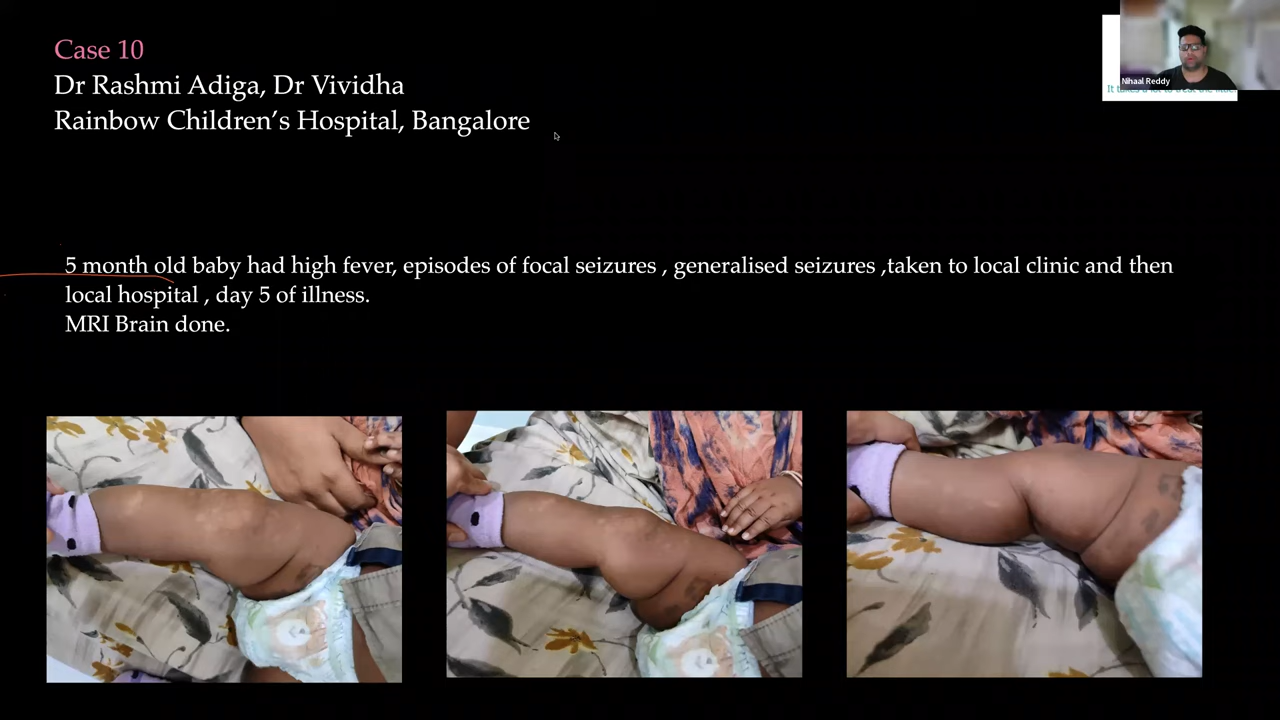 Case 10
Dr Rashmi Adiga, Dr Vividha
Rainbow Children's Hospital, Bangalore
Nihaal Reddy
5 month old baby had high fever, episodes of focal seizures , generalised seizures ,taken to local clinic and then
local hospital , day 5 of illness.
MRI Brain done.